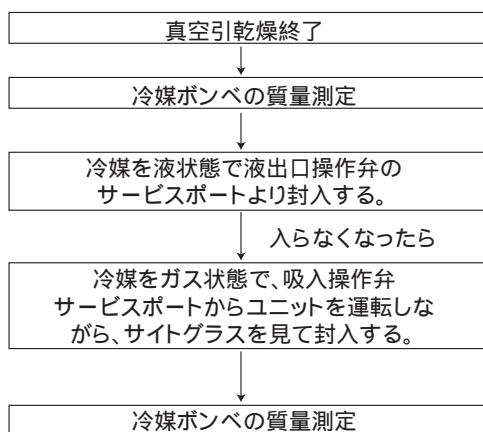 真空引乾燥終了
冷媒ボンベの質量測定
冷媒を液状態で液出口操作弁の
サービスポートより封入する。
入らなくなったら
冷媒をガス状態で、吸入操作弁
サービスポートからユニットを運転しな
がら、サイトグラスを見て封入する。
冷媒ボンベの質量測定